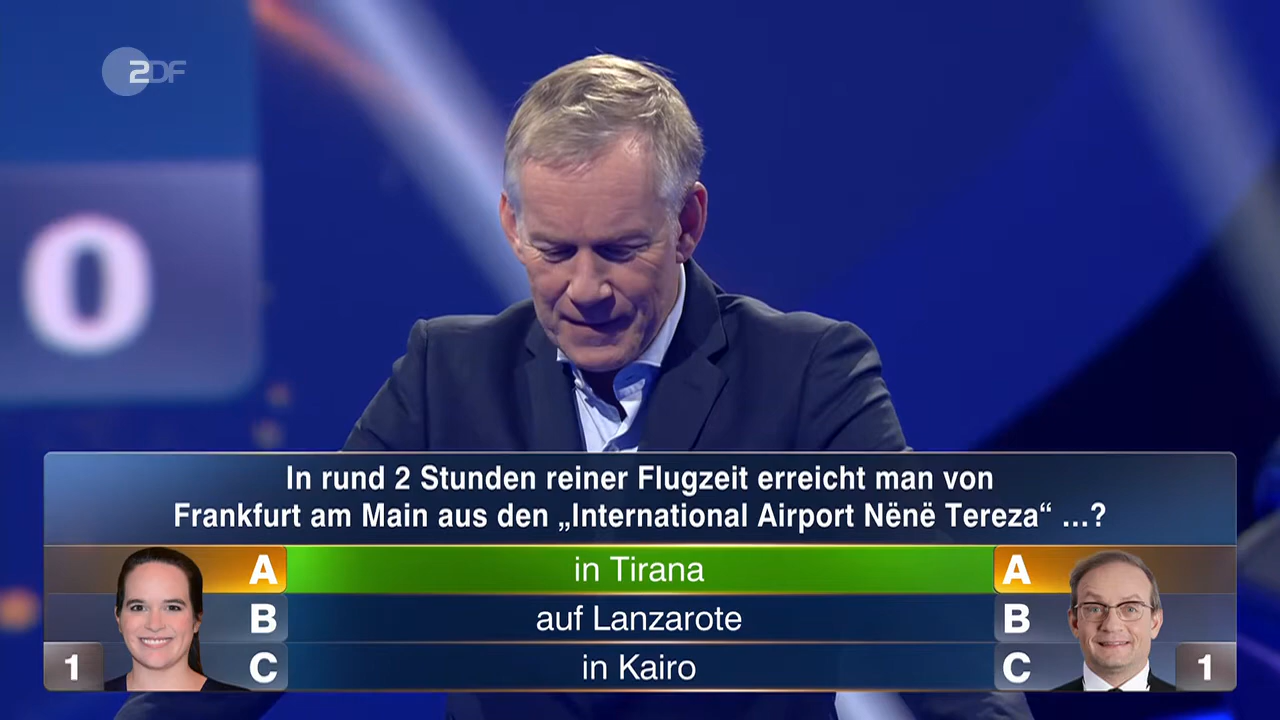 ZDF
0
In rund 2 Stunden reiner Flugzeit erreicht man von
Frankfurt am Main aus den „International Airport Nënë Tereza“ ...?
A in Tirana A
B auf Lanzarote B
1 C in Kairo C 1